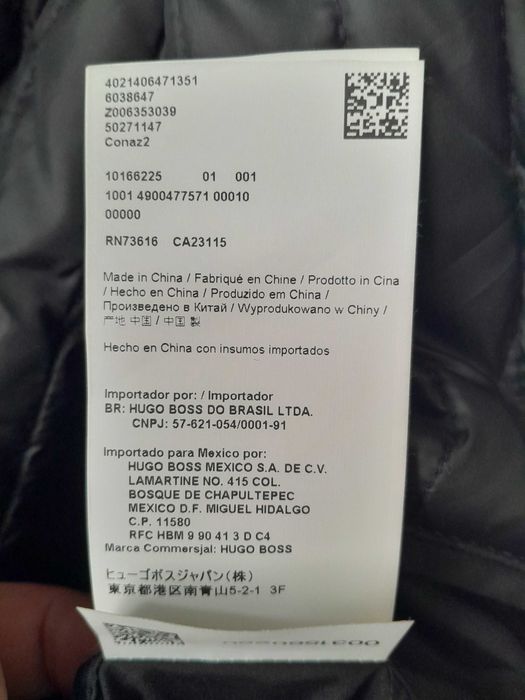 4021406471351
6038647
Z006353039
50271147
Conaz2
10166225 01 001
1001 4900477571 00010
00000
RN73616 CA23115
Made in China / Fabriqué en Chine / Prodotto in Cina
/ Hecho en China / Produzido em China /
Произведено в Китай / Wyprodukowano w Chiny /
产地 中国 / 中国 製
Hecho en China con insumos importados
Importador por: / Importador
BR: HUGO BOSS DO BRASIL LTDA.
CNPJ: 57-621-054/0001-91
Importado para Mexico por:
HUGO BOSS MEXICO S.A. DE C.V.
LAMARTINE NO. 415 COL.
BOSQUE DE CHAPULTEPEC
MEXICO D.F. MIGUEL HIDALGO
C.P. 11580
RFC HBM 9 90 41 3 D C4
Marca Commersjal: HUGO BOSS
ヒューゴボスジャパン(株)
東京都港区南青山5-2-1 3F